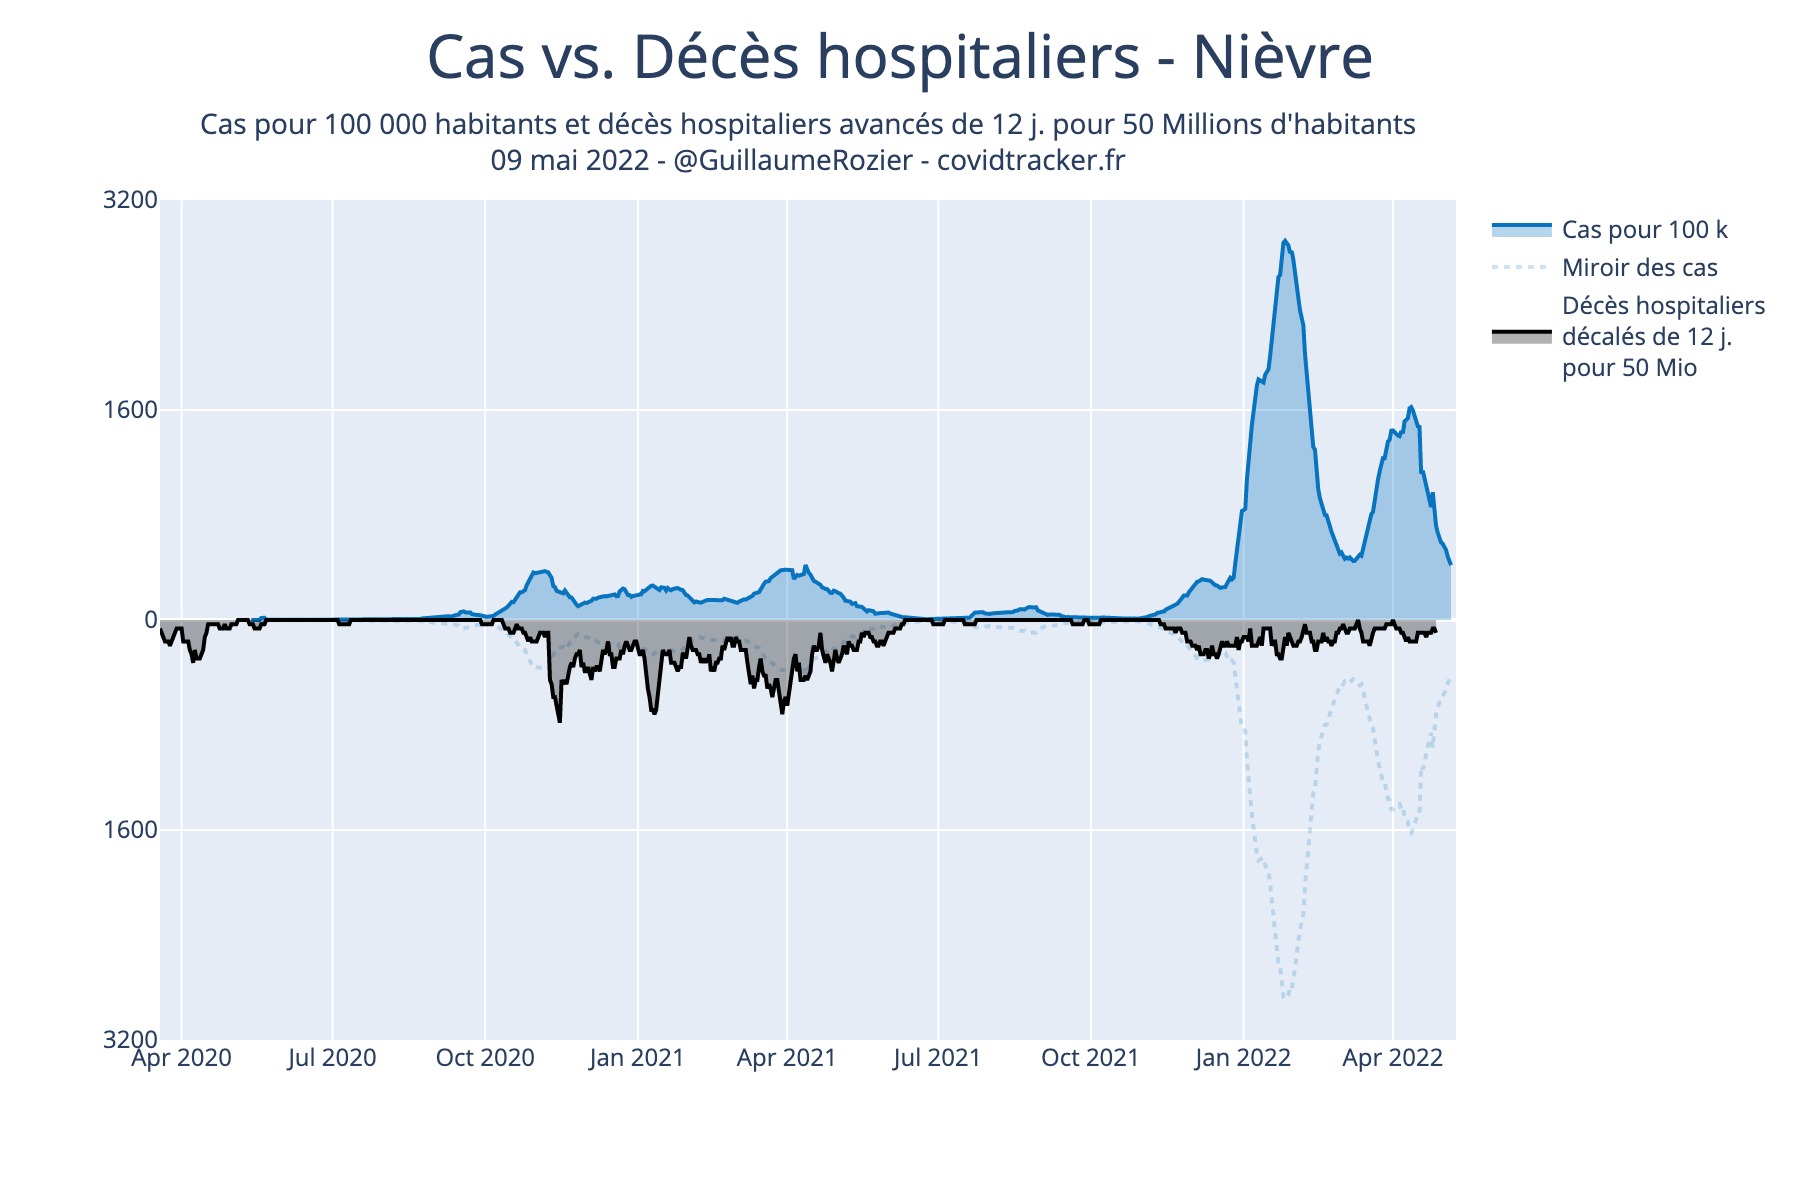 Cas vs. Décès hospitaliers - Nièvre
Cas pour 100 000 habitants et décès hospitaliers avancés de 12 j. pour 50 Millions d'habitants
09 mai 2022 - @GuillaumeRozier - covidtracker.fr
3200
1600
0
1600
3200
Apr 2020
Jul 2020
Oct 2020
Jan 2021
Apr 2021
Jul 2021
Oct 2021
Jan 2022
Apr 2022
Cas pour 100 k
Miroir des cas
Décès hospitaliers
décalés de 12 j.
pour 50 Mio